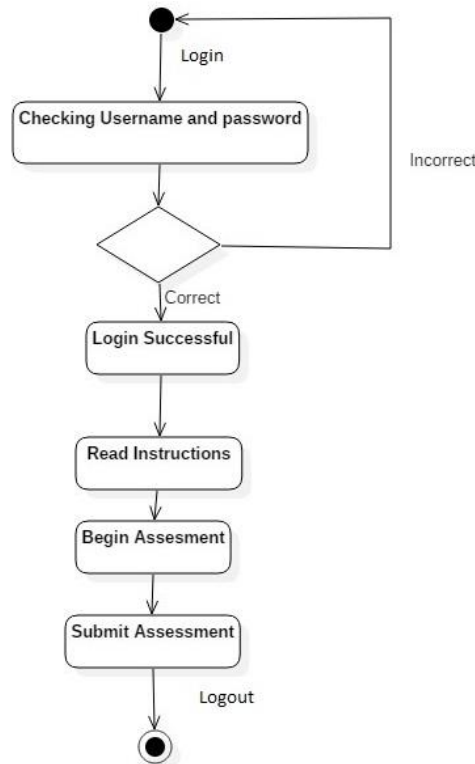 Login
Checking Username and password
Incorrect
Correct
Login Successful
Read Instructions
Begin Assesment
Submit Assessment
Logout